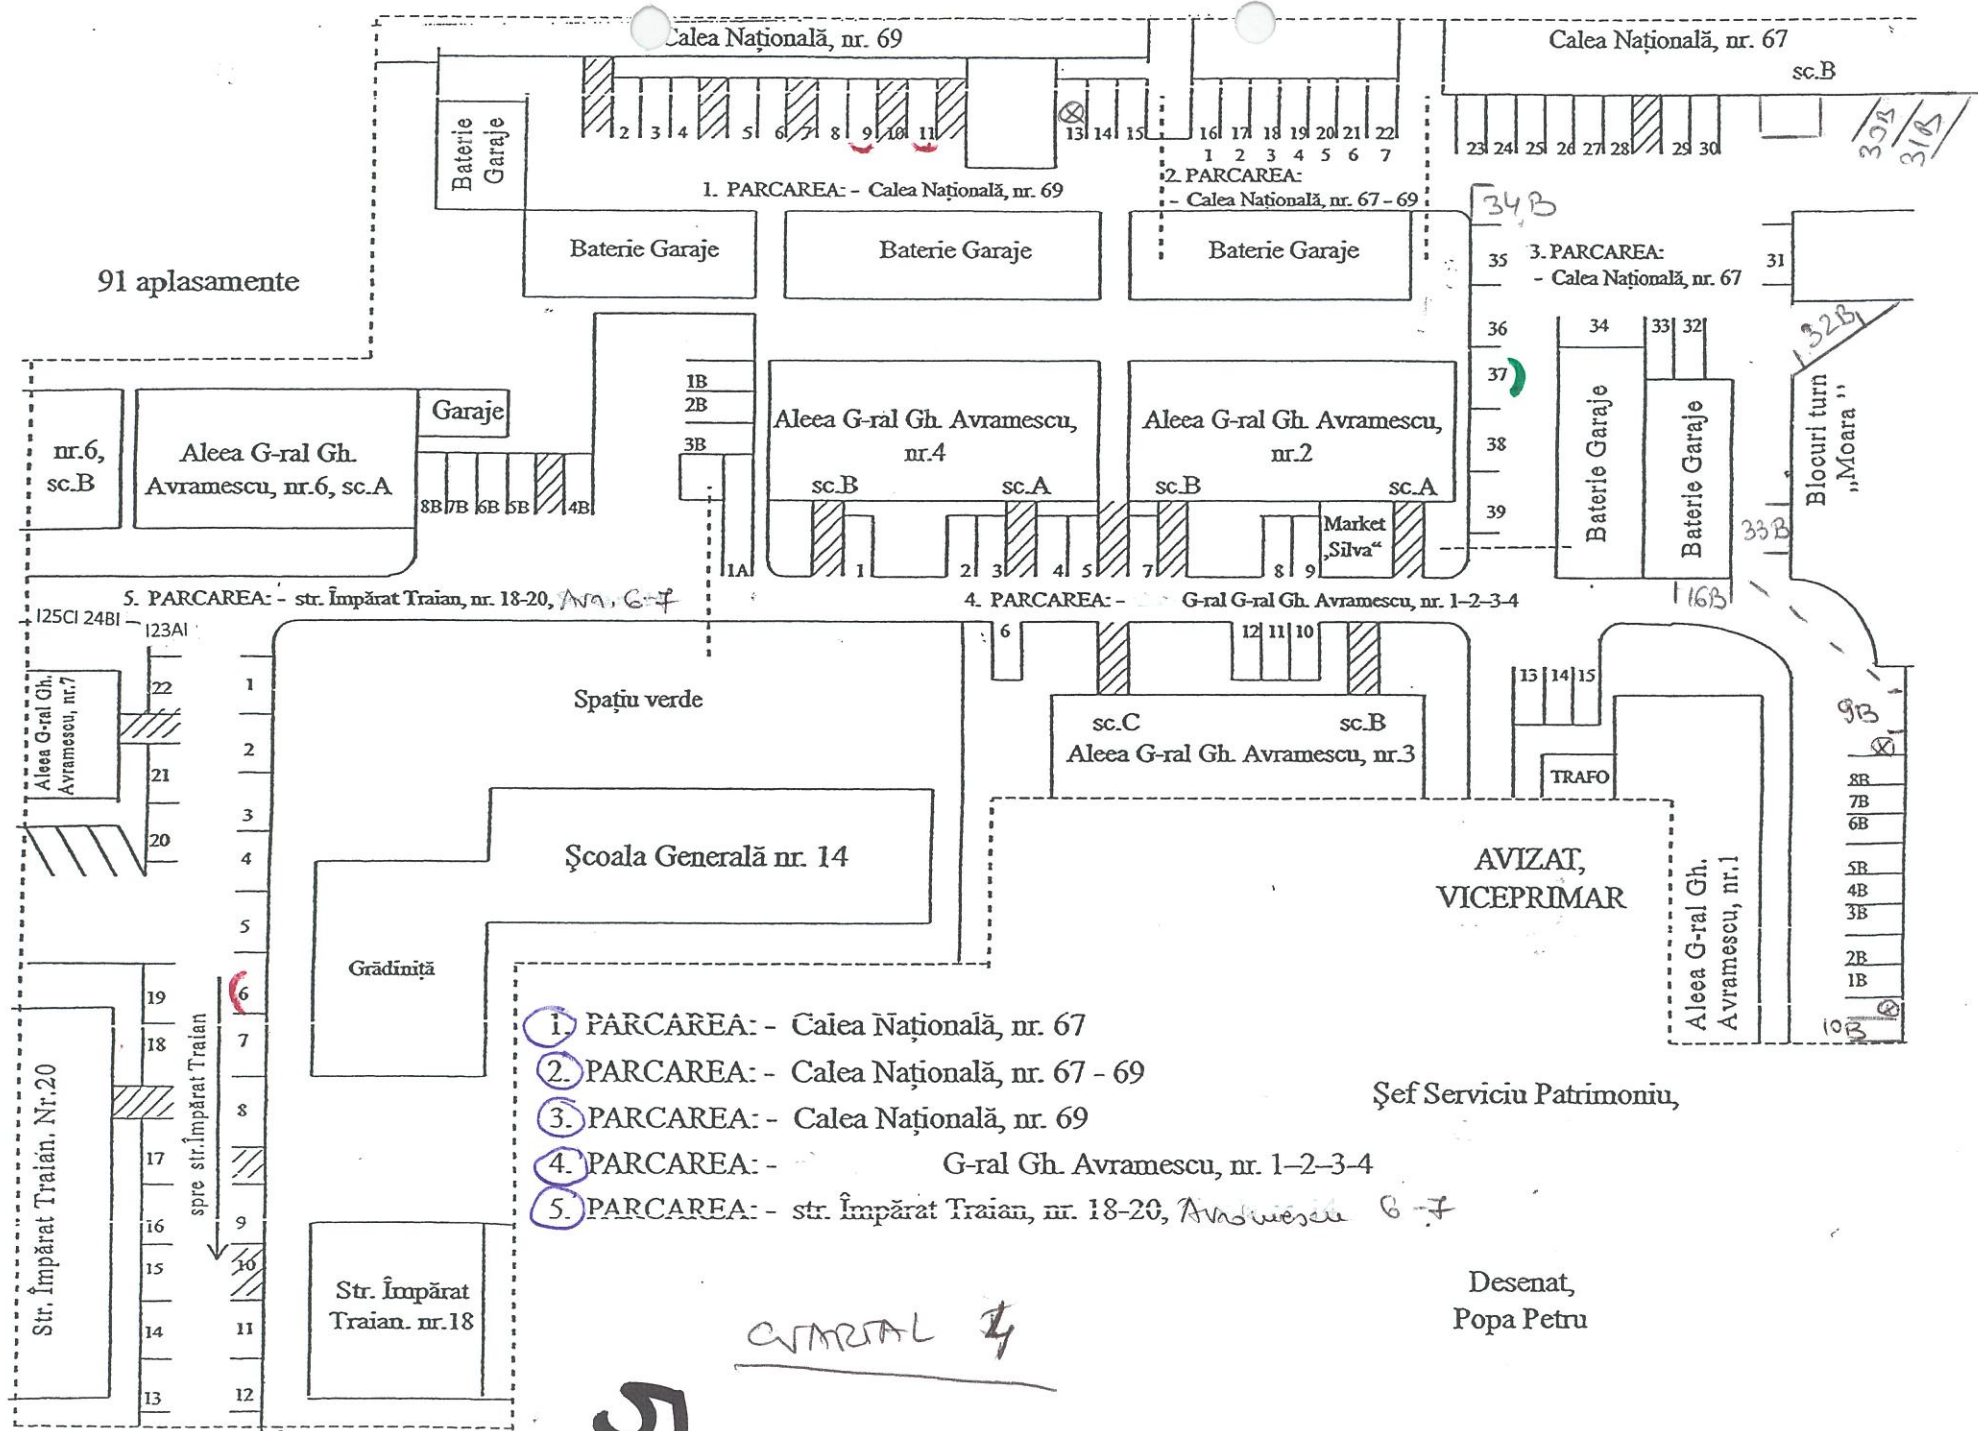 Calea Națională, nr. 69
Calea Națională, nr. 67
sc.B
Baterie Garaje
2 3 4 5 6 7 8 9 10 11
13 14 15
16 17 18 19 20 21 22
1 2 3 4 5 6 7
23 24 25 26 27 28 29 30
33B
31B
1. PARCAREA: - Calea Națională, nr. 69
2. PARCAREA:
- Calea Națională, nr. 67-69
34B
Baterie Garaje
Baterie Garaje
Baterie Garaje
35
3. PARCAREA:
- Calea Națională, nr. 67
31
91 aplasamente
36
34 33 32
32B
37
38
39
Baterie Garaje
Baterie Garaje
Blocuri turn
„Moara”
33B
16B
nr.6,
sc.B
Aleea G-ral Gh.
Avramescu, nr.6, sc.A
Garaje
8B 7B 6B 5B 4B
1B
2B
3B
1A
Aleea G-ral Gh. Avramescu,
nr.4
sc.B sc.A
Aleea G-ral Gh. Avramescu,
nr.2
sc.B sc.A
Market
„Silva“
1 2 3 4 5 7 8 9
5. PARCAREA: - str. Împărat Traian, nr. 18-20, Avr. 6-7
4. PARCAREA: - G-ral G-ral Gh. Avramescu, nr. 1-2-3-4
I25CI 24BI
I23AI
6
12 11 10
13 14 15
Aleea G-ral Gh.
Avramescu, nr.7
22
21
20
19
18
17
16
15
14
13
1
2
3
4
5
6
7
8
9
10
11
12
spre str.Împărat Traian
Str. Împărat Traian. Nr.20
Spațiu verde
Școala Generală nr. 14
Grădiniță
Str. Împărat
Traian. nr.18
sc.C sc.B
Aleea G-ral Gh. Avramescu, nr.3
TRAFO
Aleea G-ral Gh.
Avramescu, nr.1
9B
8B
7B
6B
5B
4B
3B
2B
1B
10B
AVIZAT,
VICEPRIMAR
1. PARCAREA: - Calea Națională, nr. 67
2. PARCAREA: - Calea Națională, nr. 67 - 69
3. PARCAREA: - Calea Națională, nr. 69
4. PARCAREA: - G-ral Gh. Avramescu, nr. 1-2-3-4
5. PARCAREA: - str. Împărat Traian, nr. 18-20, Avramescu 6-7
Șef Serviciu Patrimoniu,
Desenat,
Popa Petru
CVARTAL 4
5